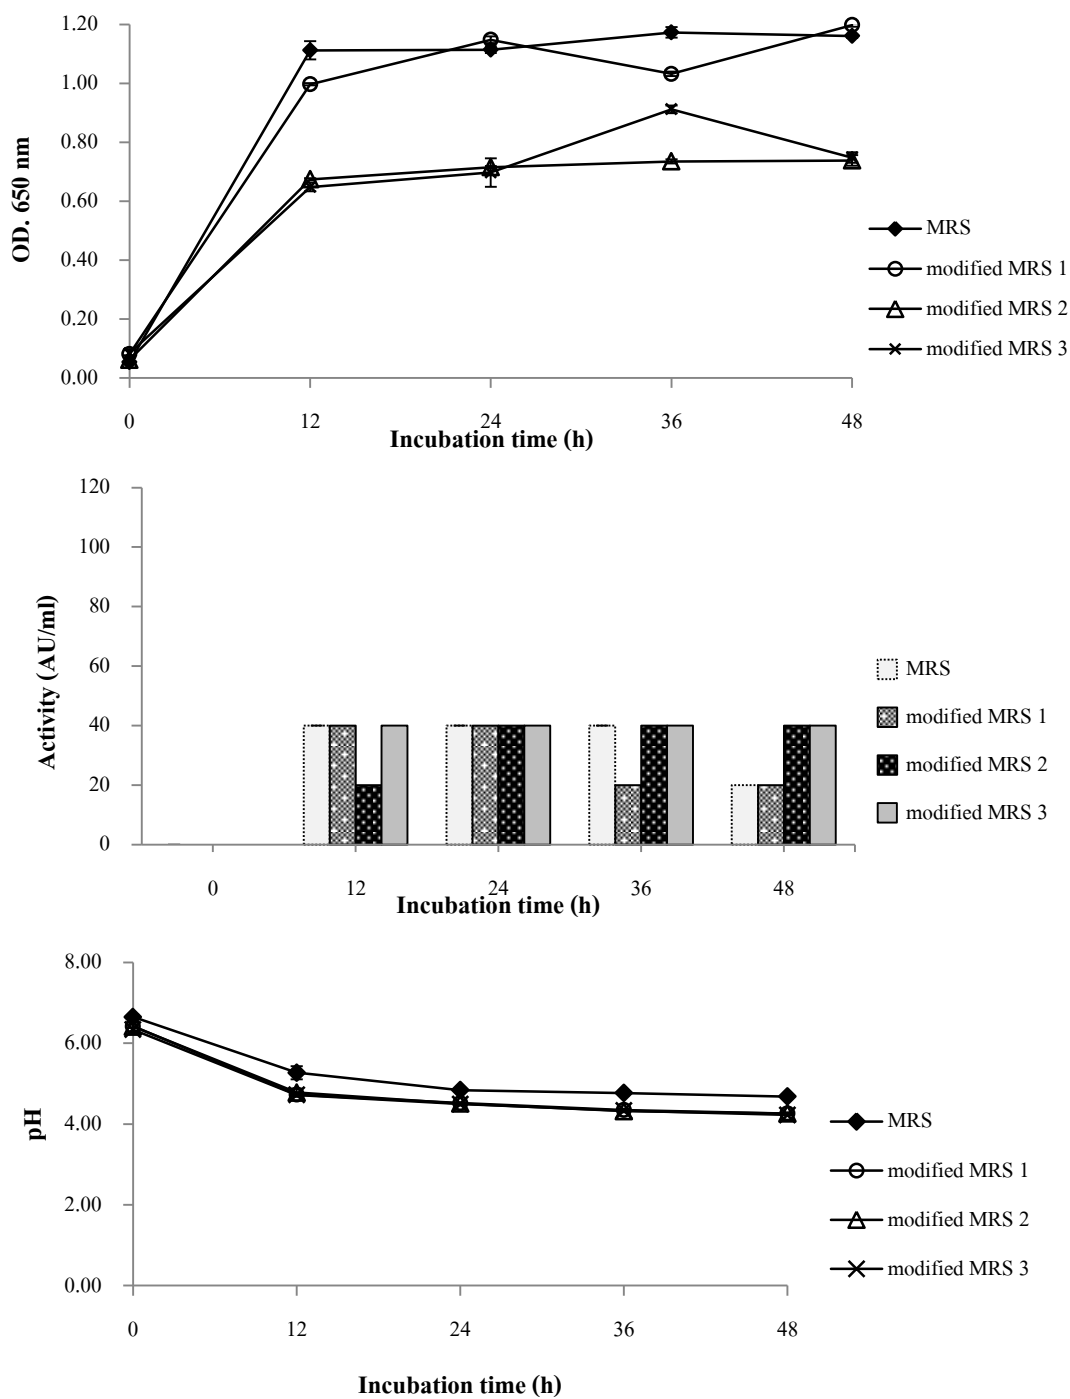 1.20
1.00
0.80
0.60
0.40
0.20
0.00
OD. 650 nm
0 12 24 36 48
Incubation time (h)
MRS
modified MRS 1
modified MRS 2
modified MRS 3
120
100
80
60
40
20
0
Activity (AU/ml)
0 12 24 36 48
Incubation time (h)
MRS
modified MRS 1
modified MRS 2
modified MRS 3
8.00
6.00
4.00
2.00
0.00
pH
0 12 24 36 48
Incubation time (h)
MRS
modified MRS 1
modified MRS 2
modified MRS 3